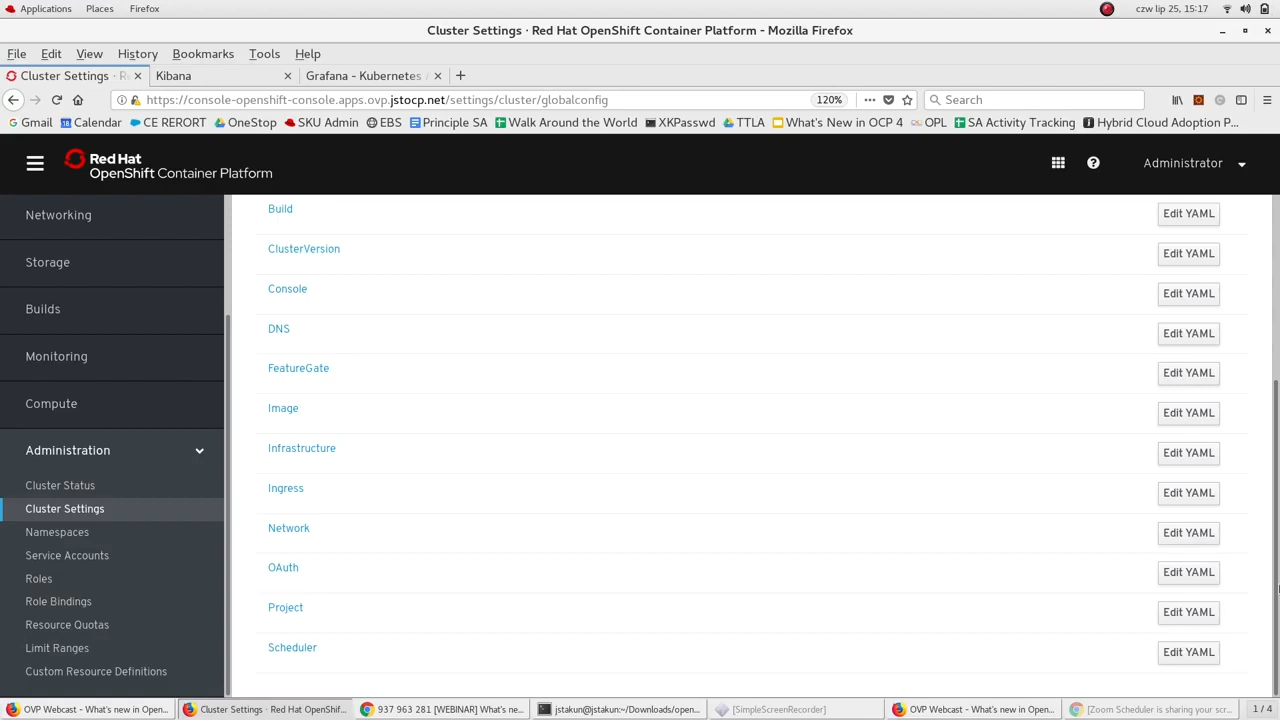 Applications Places Firefox czw lip 25, 15:17
Cluster Settings · Red Hat OpenShift Container Platform - Mozilla Firefox
File Edit View History Bookmarks Tools Help
Cluster Settings · Re Kibana Grafana - Kubernetes /
https://console-openshift-console.apps.ovp.jstocp.net/settings/cluster/globalconfig 120% Search
Gmail Calendar CE RERORT OneStop SKU Admin EBS Principle SA Walk Around the World XKPasswd TTLA What's New in OCP 4 OPL SA Activity Tracking Hybrid Cloud Adoption P...
Red Hat
OpenShift Container Platform
Administrator
Networking
Storage
Builds
Monitoring
Compute
Administration
Cluster Status
Cluster Settings
Namespaces
Service Accounts
Roles
Role Bindings
Resource Quotas
Limit Ranges
Custom Resource Definitions
Build Edit YAML
ClusterVersion Edit YAML
Console Edit YAML
DNS Edit YAML
FeatureGate Edit YAML
Image Edit YAML
Infrastructure Edit YAML
Ingress Edit YAML
Network Edit YAML
OAuth Edit YAML
Project Edit YAML
Scheduler Edit YAML
OVP Webcast - What's new in Open... Cluster Settings · Red Hat OpenShif... 937 963 281 [WEBINAR] What's ne... jstakun@jstakun:~/Downloads/open... [SimpleScreenRecorder] OVP Webcast - What's new in Open... [Zoom Scheduler is sharing your scr... 1 / 4